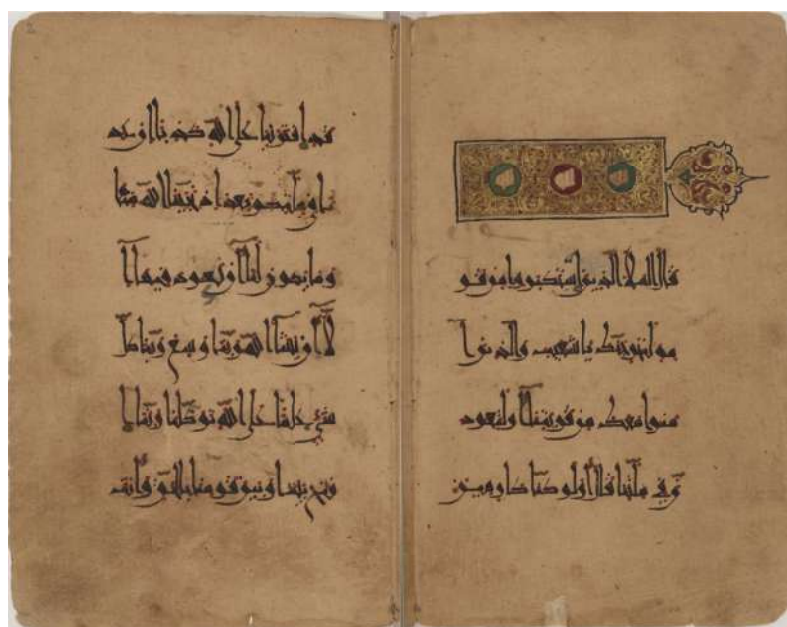 قال الملا الذين استكبروا من قو
مه لنخرجنك يا شعيب والذين ا
منوا معك من قريتنا او لتعود
ن في ملتنا قال اولو كنا كارهين
قد افترينا على الله كذبا ان عد
نا في ملتكم بعد اذ نجينا الله منها
وما يكون لنا ان نعود فيها ا
لا ان يشا الله ربنا وسع ربنا كل
شي علما على الله توكلنا ربنا ا
فتح بيننا وبين قومنا بالحق وانت